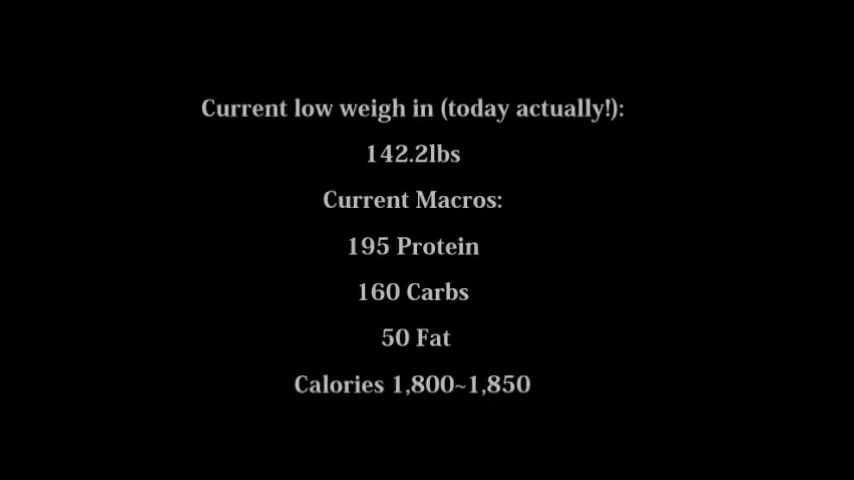 Current low weigh in (today actually!):
142.2lbs
Current Macros:
195 Protein
160 Carbs
50 Fat
Calories 1,800~1,850